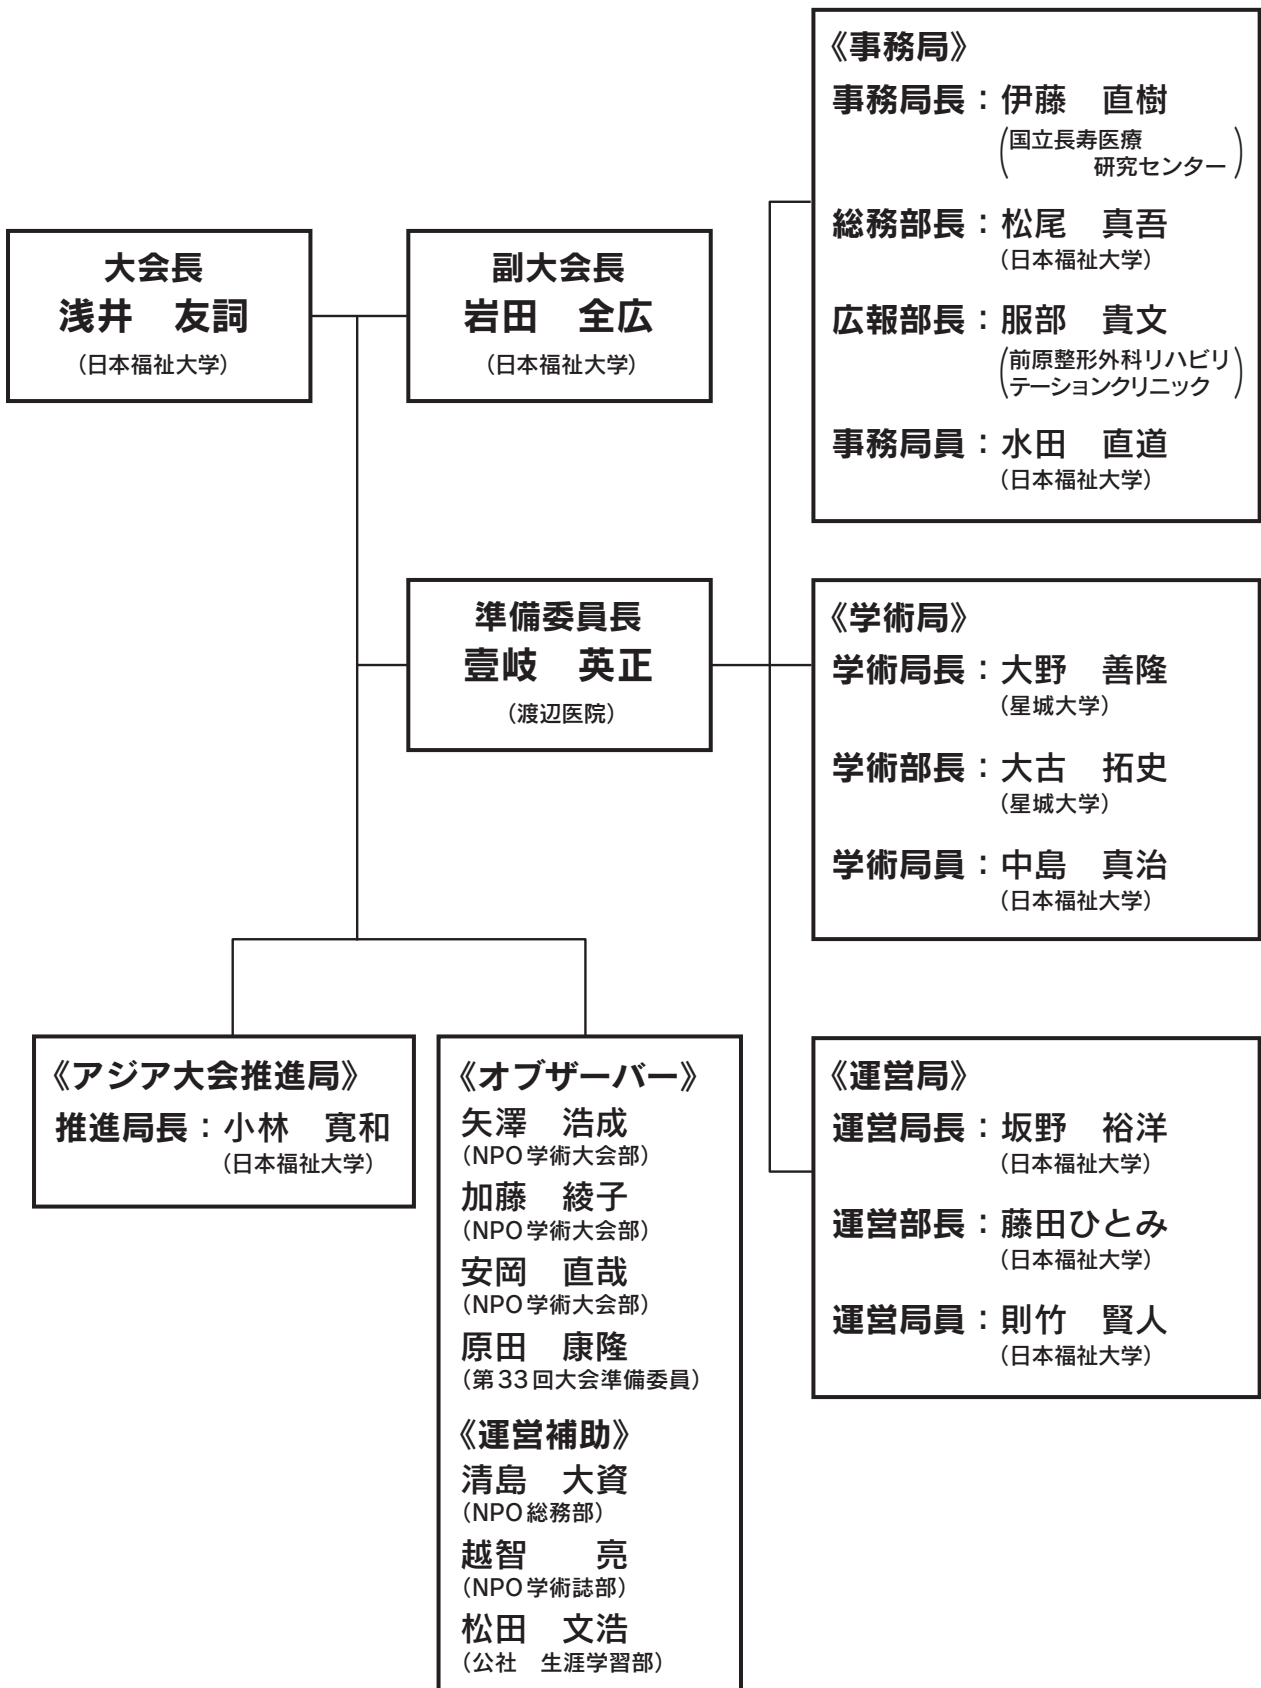 大会長
浅井　友詞
（日本福祉大学）
副大会長
岩田　全広
（日本福祉大学）
準備委員長
壹岐　英正
（渡辺医院）
《事務局》
事務局長：伊藤　直樹
（国立長寿医療
研究センター）
総務部長：松尾　真吾
（日本福祉大学）
広報部長：服部　貴文
（前原整形外科リハビリ
テーションクリニック）
事務局員：水田　直道
（日本福祉大学）
《学術局》
学術局長：大野　善隆
（星城大学）
学術部長：大古　拓史
（星城大学）
学術局員：中島　真治
（日本福祉大学）
《運営局》
運営局長：坂野　裕洋
（日本福祉大学）
運営部長：藤田ひとみ
（日本福祉大学）
運営局員：則竹　賢人
（日本福祉大学）
《アジア大会推進局》
推進局長：小林　寛和
（日本福祉大学）
《オブザーバー》
矢澤　浩成
（NPO学術大会部）
加藤　綾子
（NPO学術大会部）
安岡　直哉
（NPO学術大会部）
原田　康隆
（第33回大会準備委員）
《運営補助》
清島　大資
（NPO総務部）
越智　　亮
（NPO学術誌部）
松田　文浩
（公社　生涯学習部）